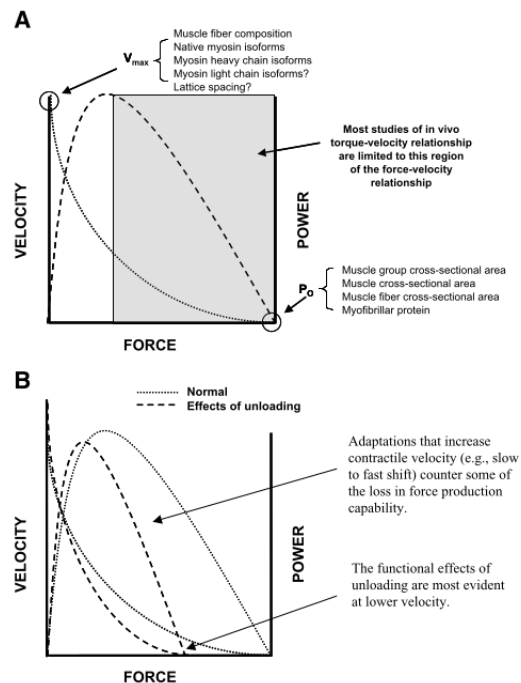 A
Muscle fiber composition
Native myosin isoforms
Vmax
Myosin heavy chain isoforms
Myosin light chain isoforms?
Lattice spacing?
Most studies of in vivo
torque-velocity relationship
are limited to this region
of the force-velocity
relationship
VELOCITY
POWER
Muscle group cross-sectional area
Po
Muscle cross-sectional area
Muscle fiber cross-sectional area
Myofibrillar protein
FORCE
B
Normal
Effects of unloading
Adaptations that increase
contractile velocity (e.g., slow
to fast shift) counter some of
the loss in force production
capability.
VELOCITY
POWER
The functional effects of
unloading are most evident
at lower velocity.
FORCE